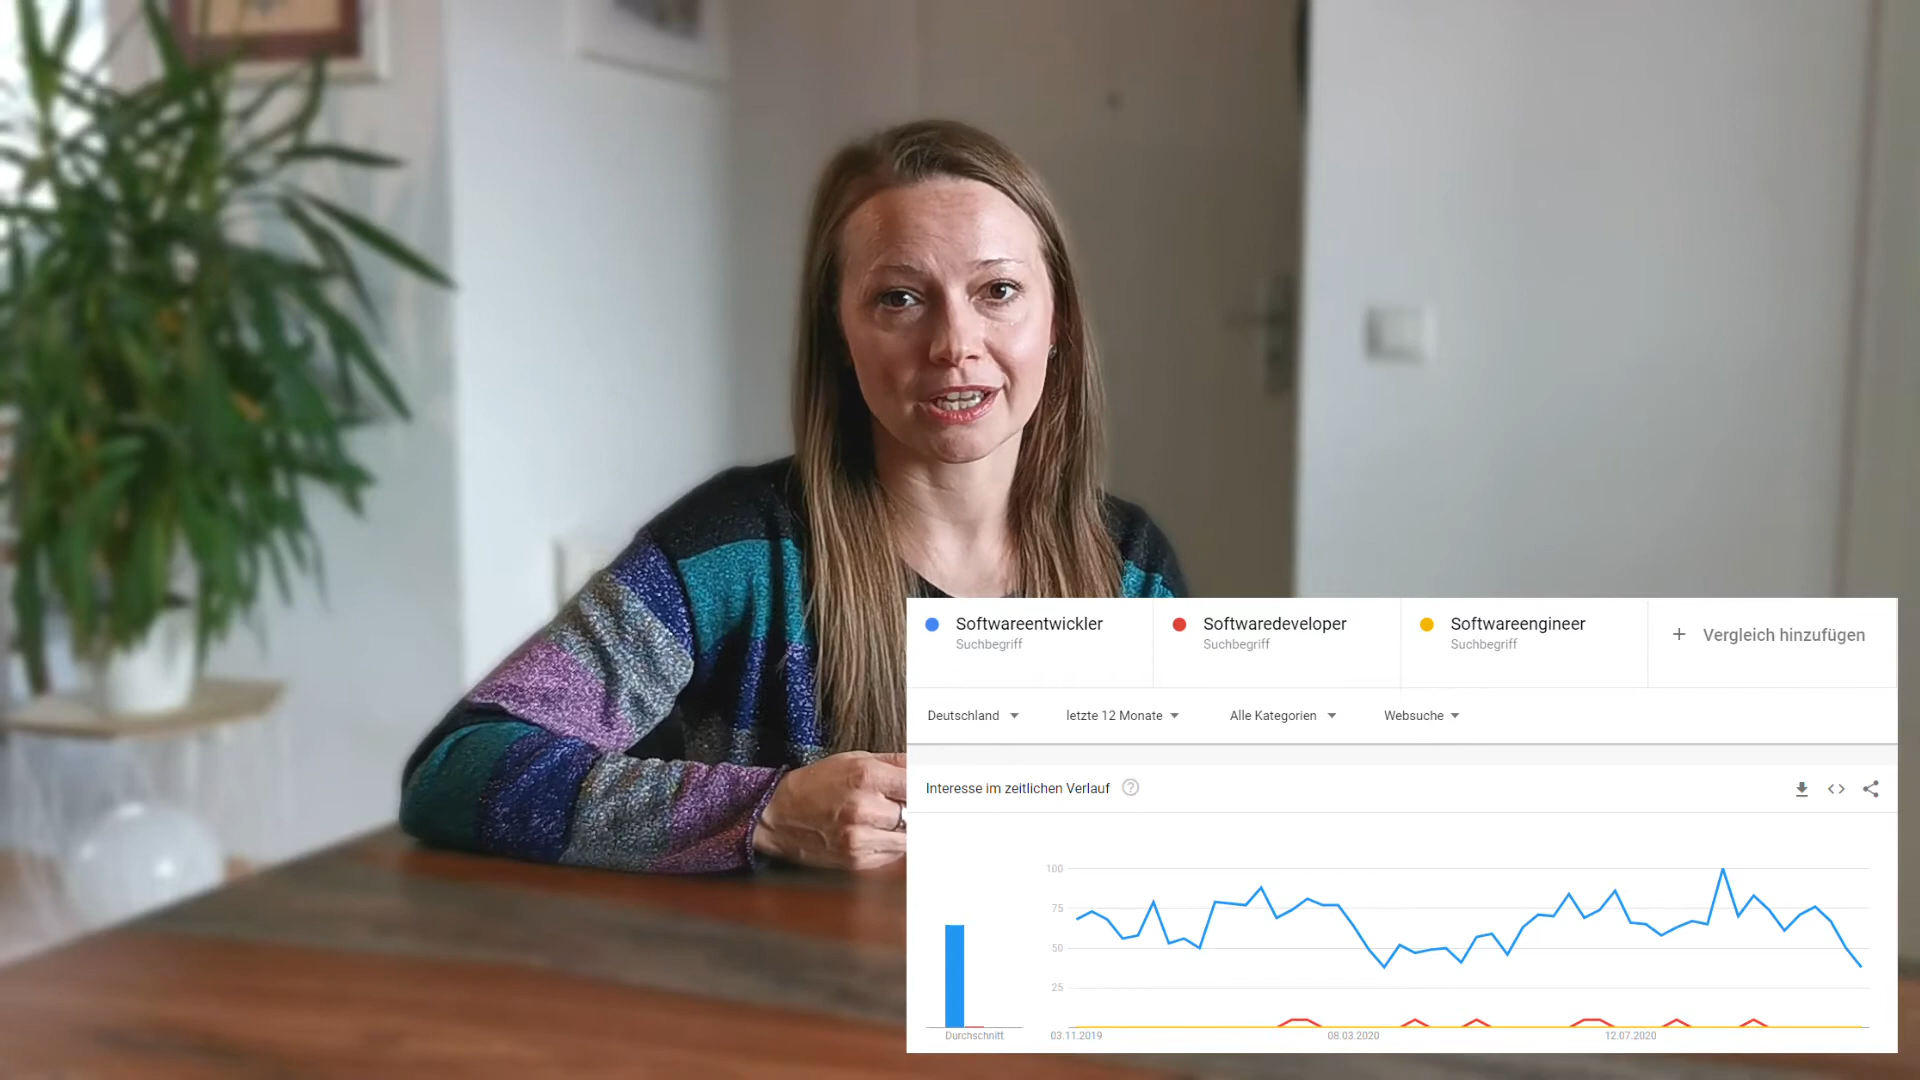 Softwareentwickler
Suchbegriff
Softwaredeveloper
Suchbegriff
Softwareengineer
Suchbegriff
+ Vergleich hinzufügen
Deutschland
letzte 12 Monate
Alle Kategorien
Websuche
Interesse im zeitlichen Verlauf
100
75
50
25
Durchschnitt
03.11.2019
08.03.2020
12.07.2020